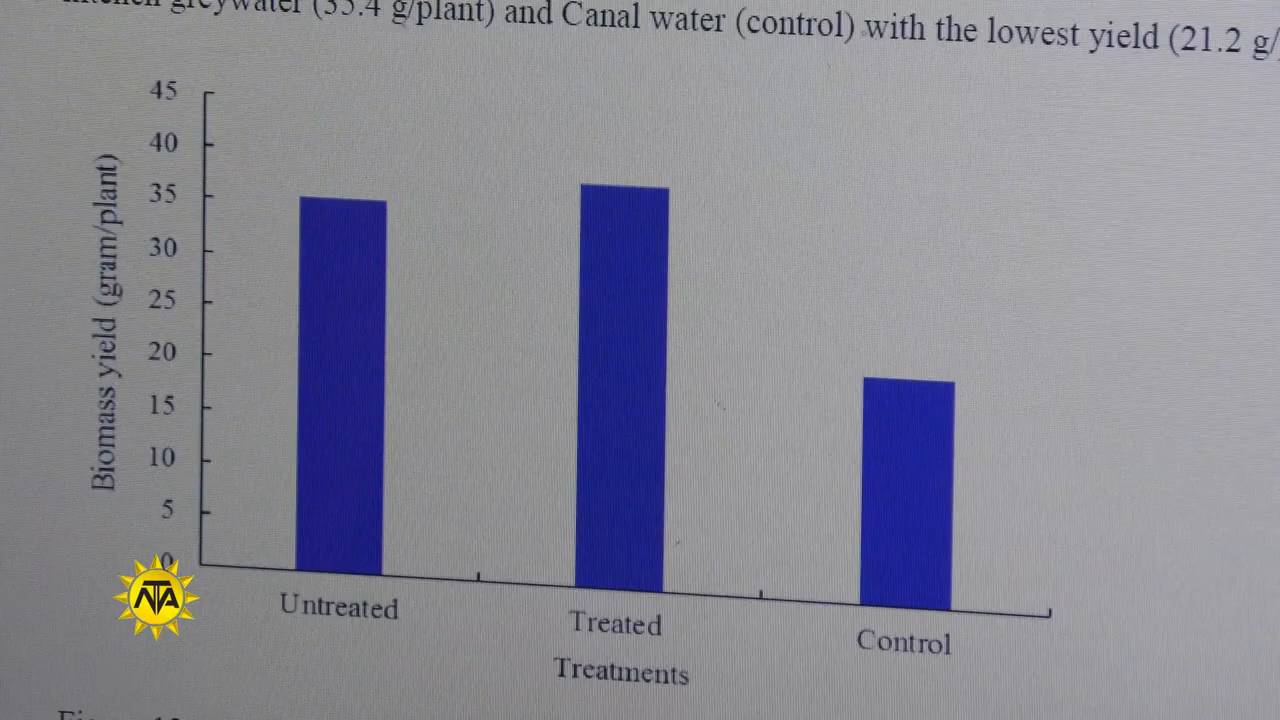 greywater (35.4 g/plant) and Canal water (control) with the lowest yield (21.2 g/
45
40
35
30
25
20
15
10
5
0
Biomass yield (gram/plant)
Untreated
Treated
Control
Treatments
NTA